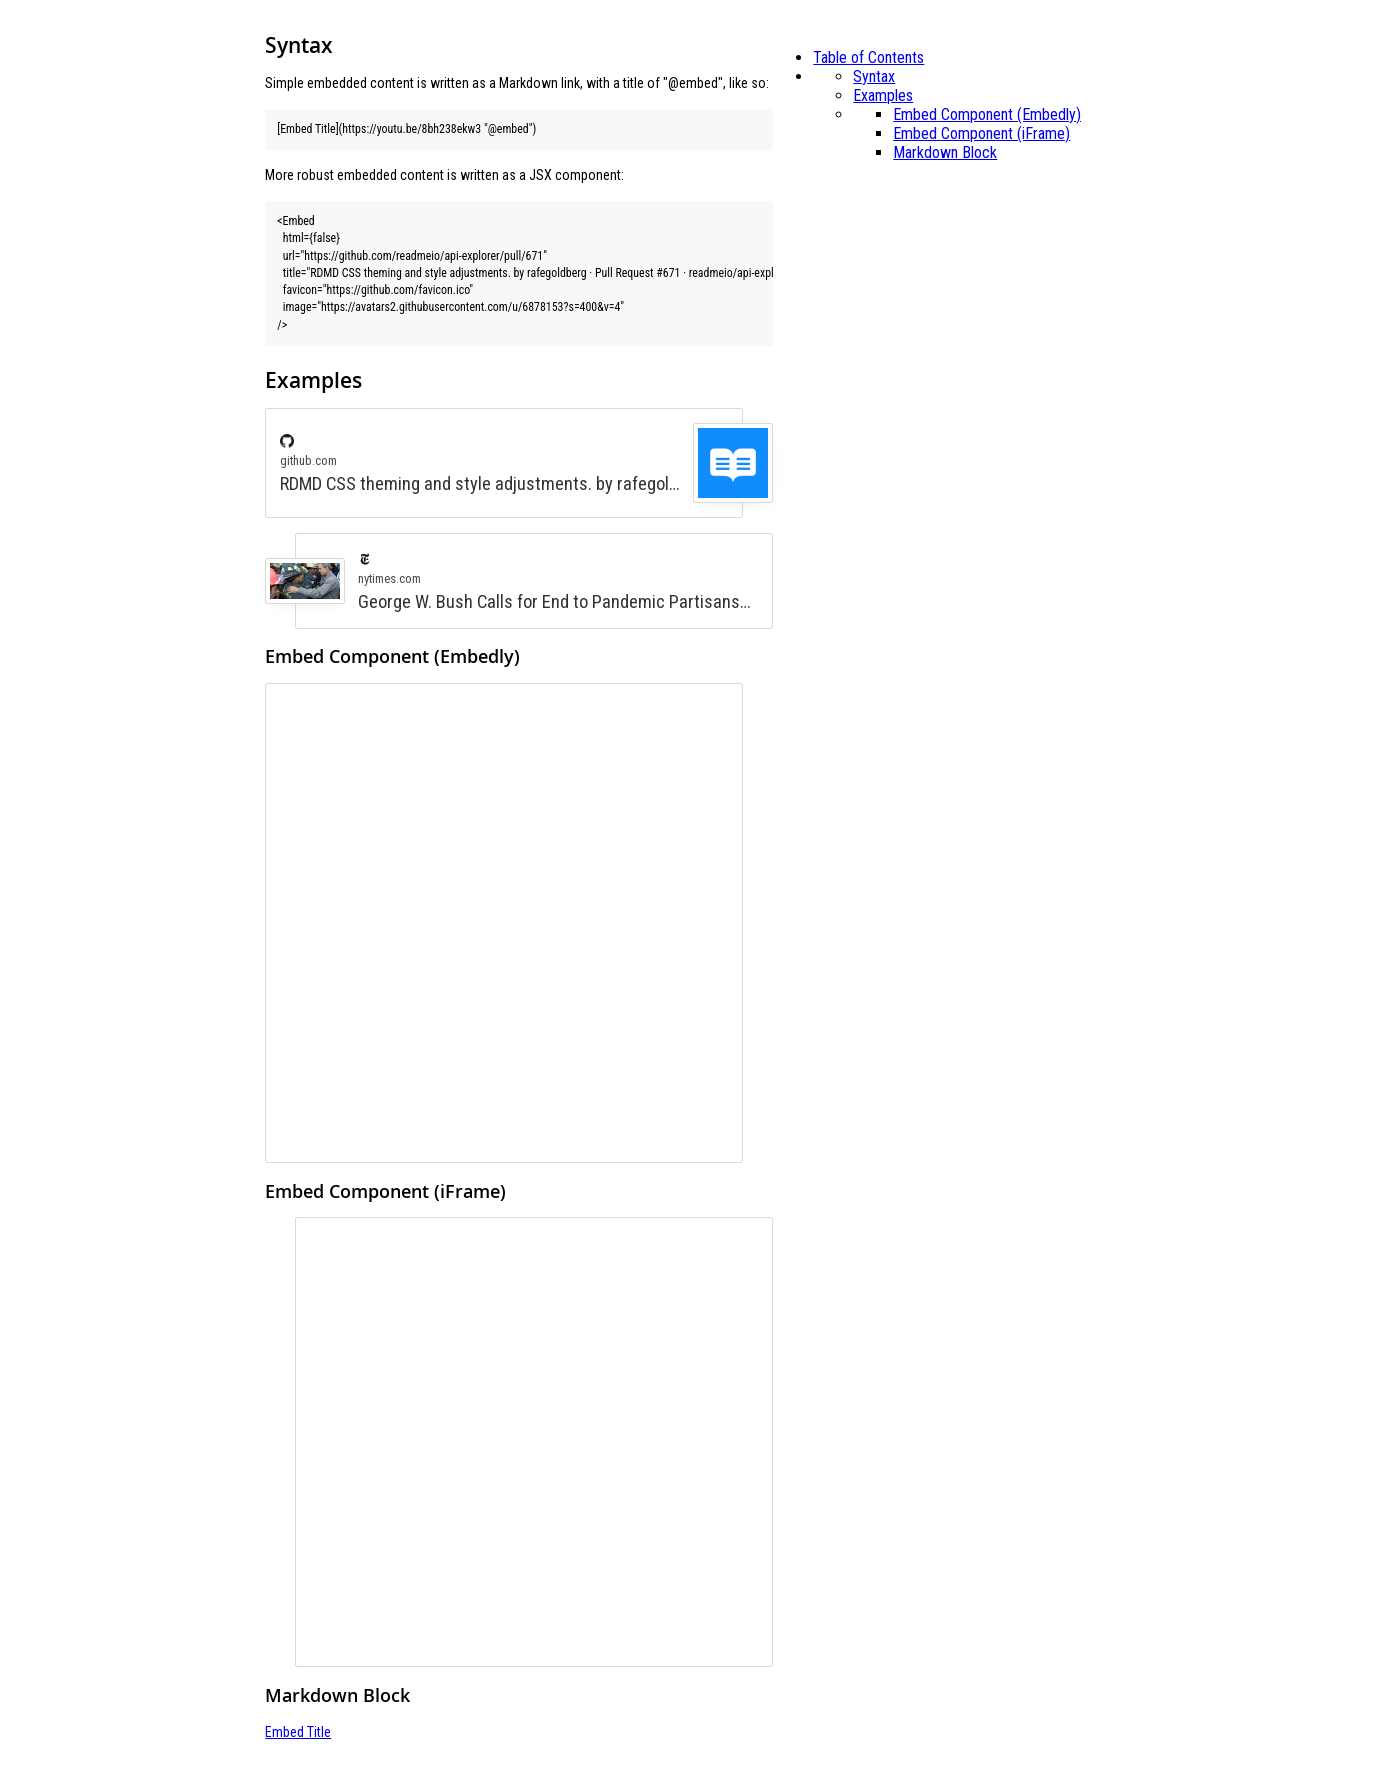 Syntax
Simple embedded content is written as a Markdown link, with a title of "@embed", like so:
[Embed Title](https://youtu.be/8bh238ekw3 "@embed")
More robust embedded content is written as a JSX component:
<Embed
  html={false}
  url="https://github.com/readmeio/api-explorer/pull/671"
  title="RDMD CSS theming and style adjustments. by rafegoldberg · Pull Request #671 · readmeio/api-expl
  favicon="https://github.com/favicon.ico"
  image="https://avatars2.githubusercontent.com/u/6878153?s=400&v=4"
/>
Examples
github.com
RDMD CSS theming and style adjustments. by rafegol…
nytimes.com
George W. Bush Calls for End to Pandemic Partisans…
Embed Component (Embedly)
Embed Component (iFrame)
Markdown Block
Embed Title
Table of Contents
Syntax
Examples
Embed Component (Embedly)
Embed Component (iFrame)
Markdown Block